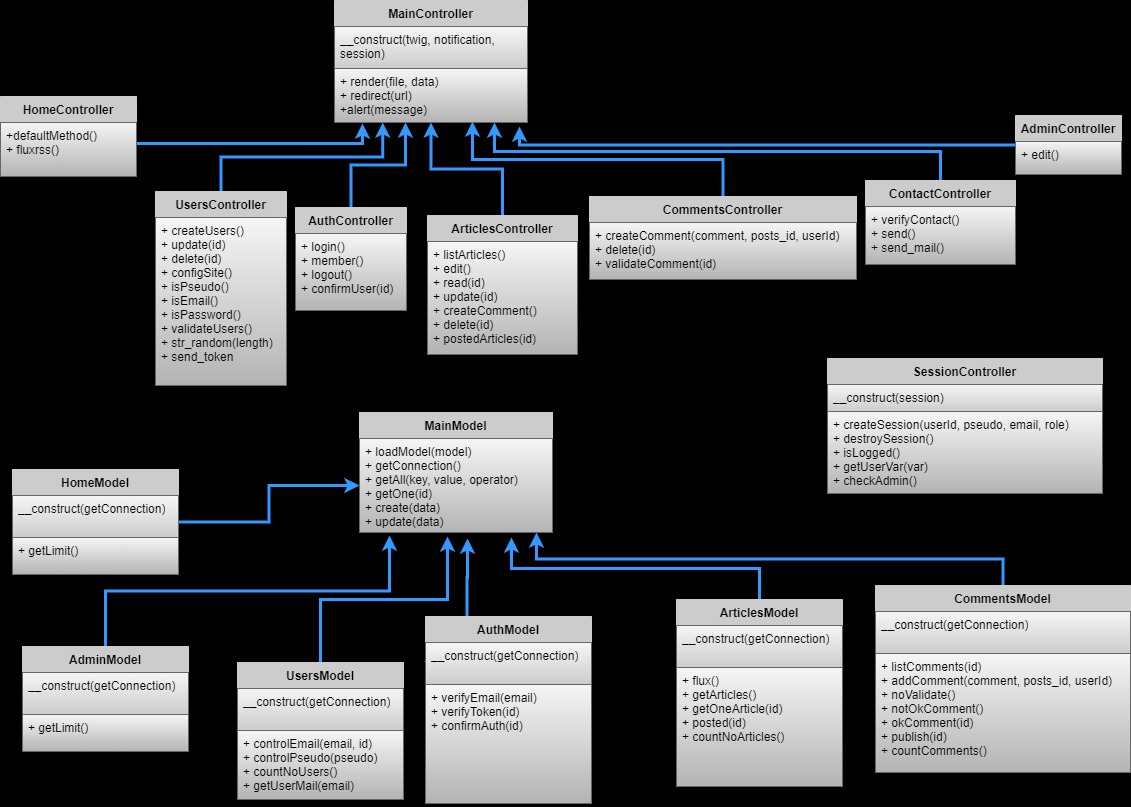 MainController
__construct(twig, notification,
session)
+ render(file, data)
+ redirect(url)
+alert(message)
HomeController
+defaultMethod()
+ fluxrss()
AdminController
+ edit()
UsersController
+ createUsers()
+ update(id)
+ delete(id)
+ configSite()
+ isPseudo()
+ isEmail()
+ isPassword()
+ validateUsers()
+ str_random(length)
+ send_token
AuthController
+ login()
+ member()
+ logout()
+ confirmUser(id)
ArticlesController
+ listArticles()
+ edit()
+ read(id)
+ update(id)
+ createComment()
+ delete(id)
+ postedArticles(id)
CommentsController
+ createComment(comment, posts_id, userId)
+ delete(id)
+ validateComment(id)
ContactController
+ verifyContact()
+ send()
+ send_mail()
SessionController
__construct(session)
+ createSession(userId, pseudo, email, role)
+ destroySession()
+ isLogged()
+ getUserVar(var)
+ checkAdmin()
MainModel
+ loadModel(model)
+ getConnection()
+ getAll(key, value, operator)
+ getOne(id)
+ create(data)
+ update(data)
HomeModel
__construct(getConnection)
+ getLimit()
AdminModel
__construct(getConnection)
+ getLimit()
UsersModel
__construct(getConnection)
+ controlEmail(email, id)
+ controlPseudo(pseudo)
+ countNoUsers()
+ getUserMail(email)
AuthModel
__construct(getConnection)
+ verifyEmail(email)
+ verifyToken(id)
+ confirmAuth(id)
ArticlesModel
__construct(getConnection)
+ flux()
+ getArticles()
+ getOneArticle(id)
+ posted(id)
+ countNoArticles()
CommentsModel
__construct(getConnection)
+ listComments(id)
+ addComment(comment, posts_id, userId)
+ noValidate()
+ notOkComment()
+ okComment(id)
+ publish(id)
+ countComments()